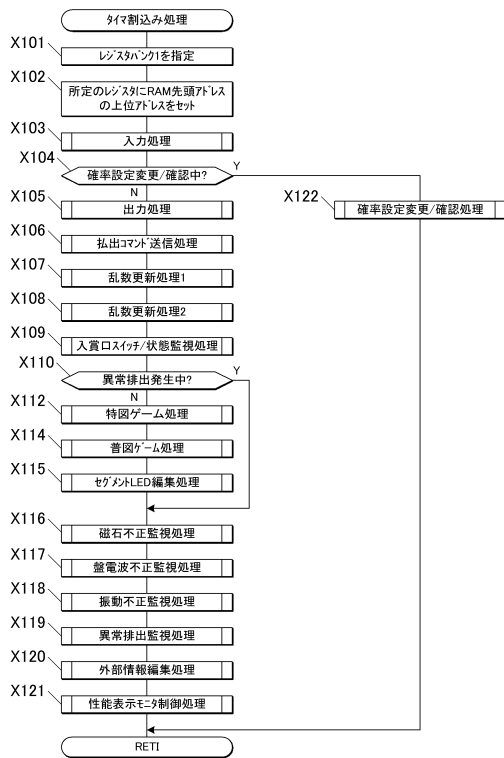 タイマ割込み処理
X101
レジスタバンク1を指定
X102
所定のレジスタにRAM先頭アドレス
の上位アドレスをセット
X103
入力処理
X104
確率設定変更/確認中?
Y
N
X105
出力処理
X122
確率設定変更/確認処理
X106
払出コマンド送信処理
X107
乱数更新処理1
X108
乱数更新処理2
X109
入賞口スイッチ/状態監視処理
X110
異常排出発生中?
Y
N
X112
特図ゲーム処理
X114
普図ゲーム処理
X115
セグメントLED編集処理
X116
磁石不正監視処理
X117
盤電波不正監視処理
X118
振動不正監視処理
X119
異常排出監視処理
X120
外部情報編集処理
X121
性能表示モニタ制御処理
RETI